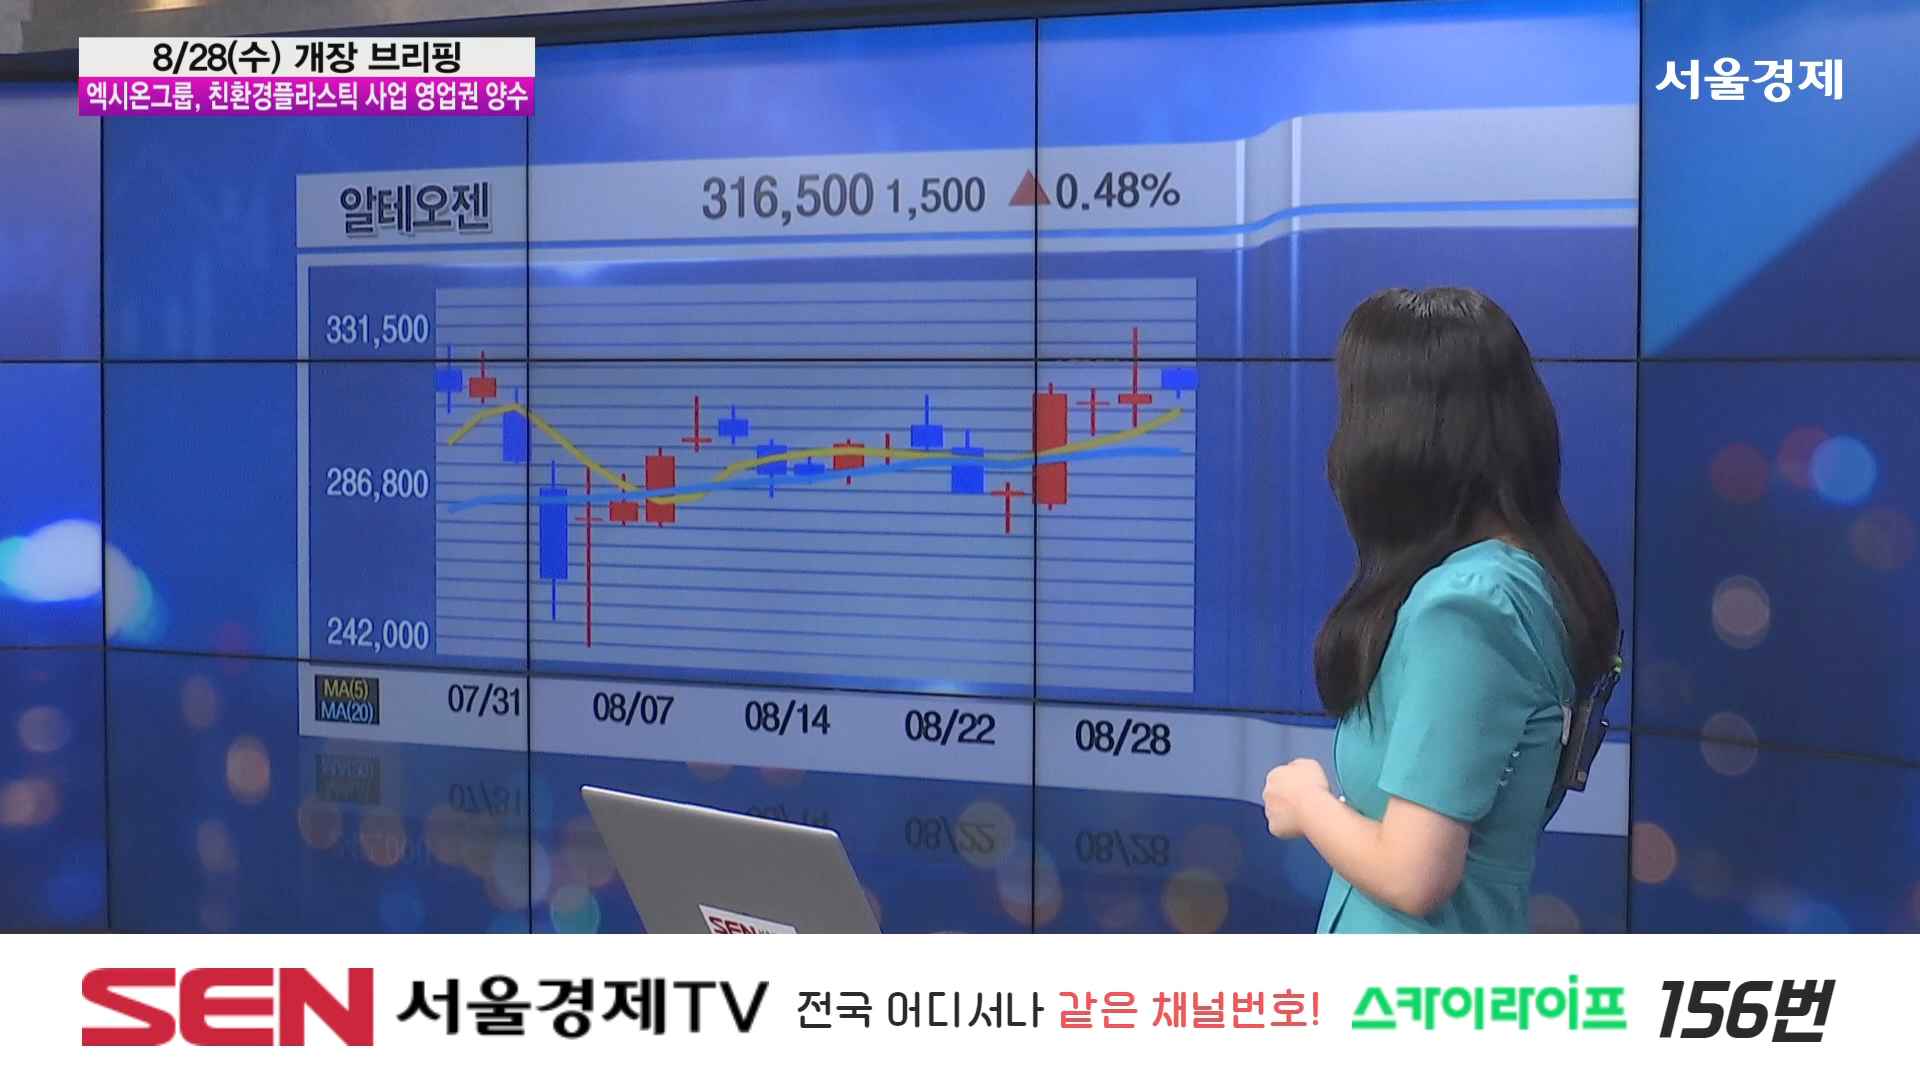 8/28(수) 개장 브리핑
엑시온그룹, 친환경플라스틱 사업 영업권 양수
서울경제
알테오젠 316,500 1,500 ▲0.48%
331,500
286,800
242,000
MA(5)
MA(20)
07/31 08/07 08/14 08/22 08/28
SEN
SEN 서울경제TV 전국 어디서나 같은 채널번호! 스카이라이프 156번